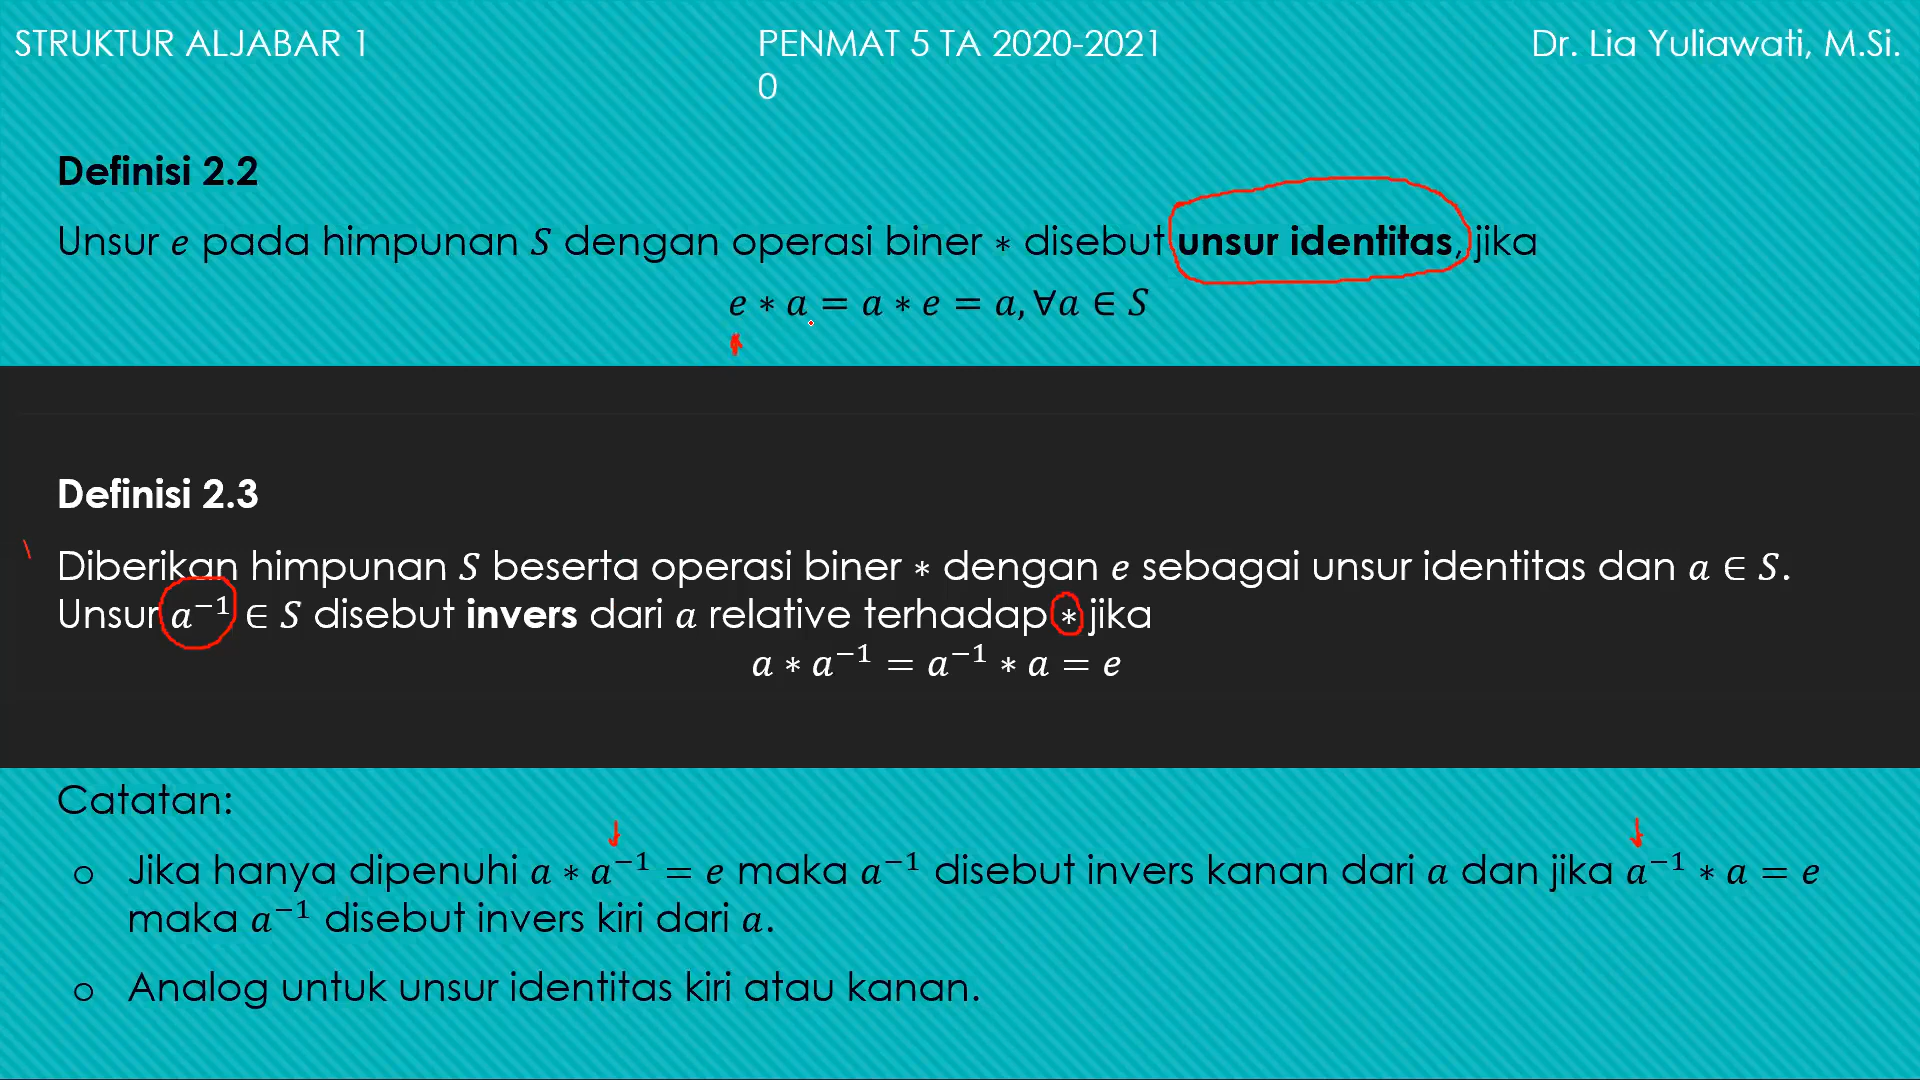 STRUKTUR ALJABAR 1 PENMAT 5 TA 2020-2021 Dr. Lia Yuliawati, M.Si.
0
Definisi 2.2
Unsur e pada himpunan S dengan operasi biner ∗ disebut unsur identitas, jika
e ∗ a = a ∗ e = a, ∀a ∈ S
Definisi 2.3
Diberikan himpunan S beserta operasi biner ∗ dengan e sebagai unsur identitas dan a ∈ S.
Unsur a⁻¹ ∈ S disebut invers dari a relative terhadap ∗ jika
a ∗ a⁻¹ = a⁻¹ ∗ a = e
Catatan:
o Jika hanya dipenuhi a ∗ a⁻¹ = e maka a⁻¹ disebut invers kanan dari a dan jika a⁻¹ ∗ a = e
maka a⁻¹ disebut invers kiri dari a.
o Analog untuk unsur identitas kiri atau kanan.